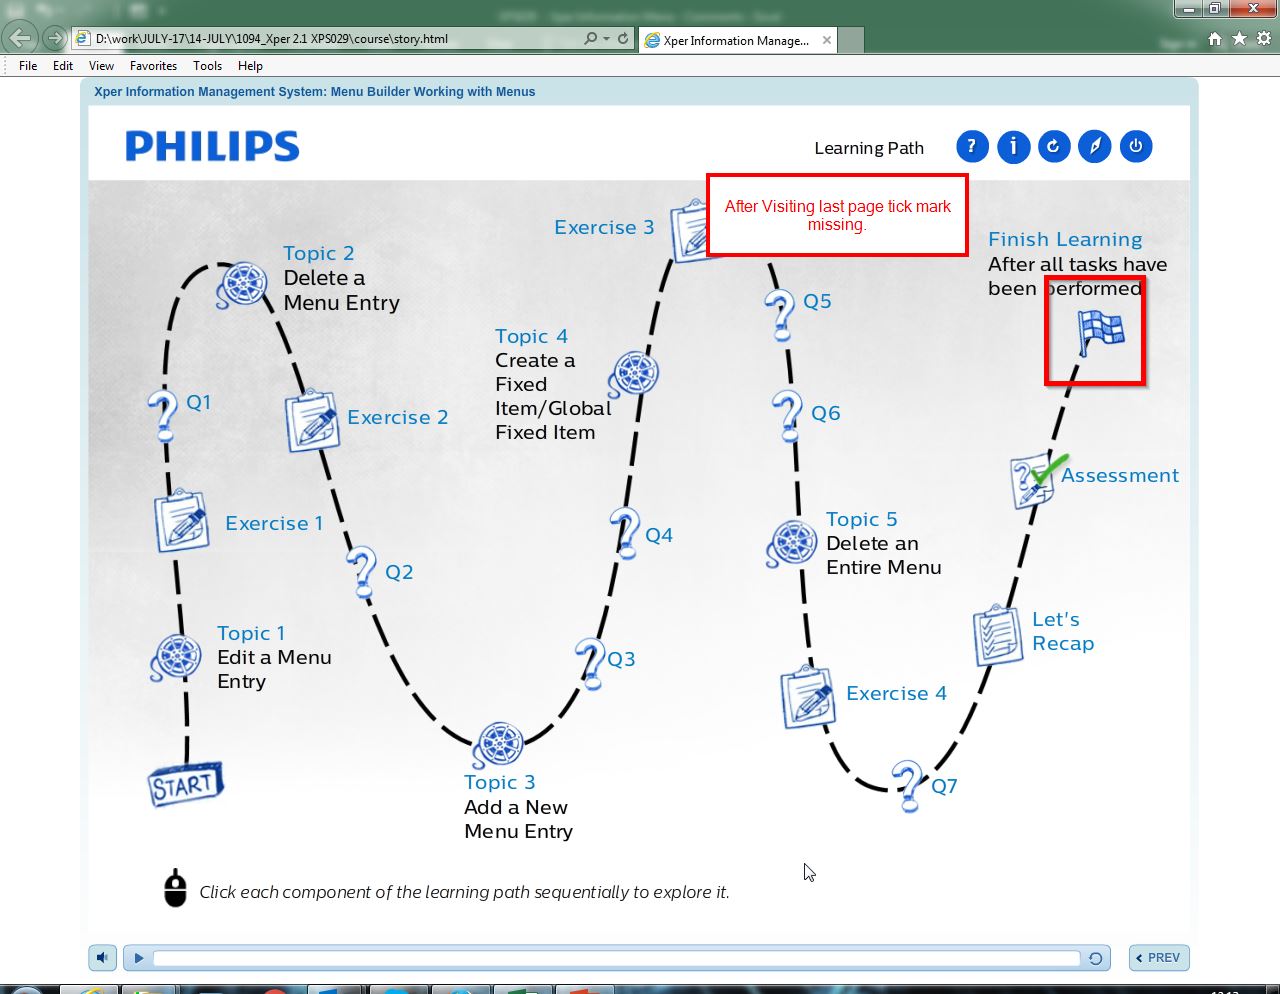 D:\work\JULY-17\14-JULY\1094_Xper 2.1 XPS029\course\story.html
Xper Information Manage...
File Edit View Favorites Tools Help
Xper Information Management System: Menu Builder Working with Menus
PHILIPS
Learning Path
? i
After Visiting last page tick mark
missing.
Exercise 3
Finish Learning
After all tasks have
been performed
Topic 2
Delete a
Menu Entry
Q5
Topic 4
Create a
Fixed
Item/Global
Fixed Item
Q1
Exercise 2
Q6
Assessment
Exercise 1
Topic 5
Delete an
Entire Menu
Q4
Q2
Let's
Recap
Topic 1
Edit a Menu
Entry
Q3
Exercise 4
START
Topic 3
Add a New
Menu Entry
Q7
Click each component of the learning path sequentially to explore it.
PREV